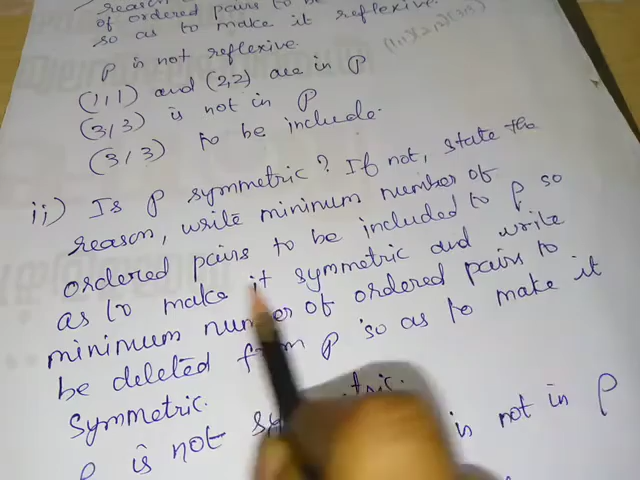 reason
of ordered pairs to be
so as to make it reflexive.
ρ is not reflexive.
(1,1) and (2,2) are in ρ
(3,3) is not in ρ
(3,3) to be include.
ii) Is ρ symmetric? If not, state the
reason, write minimum number of
ordered pairs to be included to ρ so
as to make it symmetric and write
minimum number of ordered pairs to
be deleted from ρ so as to make it
symmetric.
ρ is not
is not in ρ